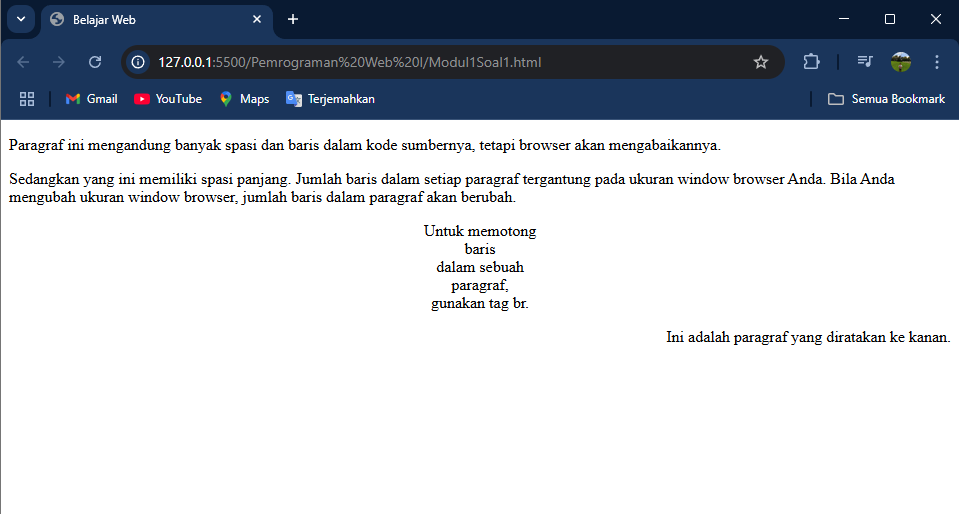 Belajar Web
127.0.0.1:5500/Pemrograman%20Web%20I/Modul1Soal1.html
Gmail
YouTube
Maps
Terjemahkan
Semua Bookmark
Paragraf ini mengandung banyak spasi dan baris dalam kode sumbernya, tetapi browser akan mengabaikannya.
Sedangkan yang ini memiliki spasi panjang. Jumlah baris dalam setiap paragraf tergantung pada ukuran window browser Anda. Bila Anda
mengubah ukuran window browser, jumlah baris dalam paragraf akan berubah.
Untuk memotong
baris
dalam sebuah
paragraf,
gunakan tag br.
Ini adalah paragraf yang diratakan ke kanan.